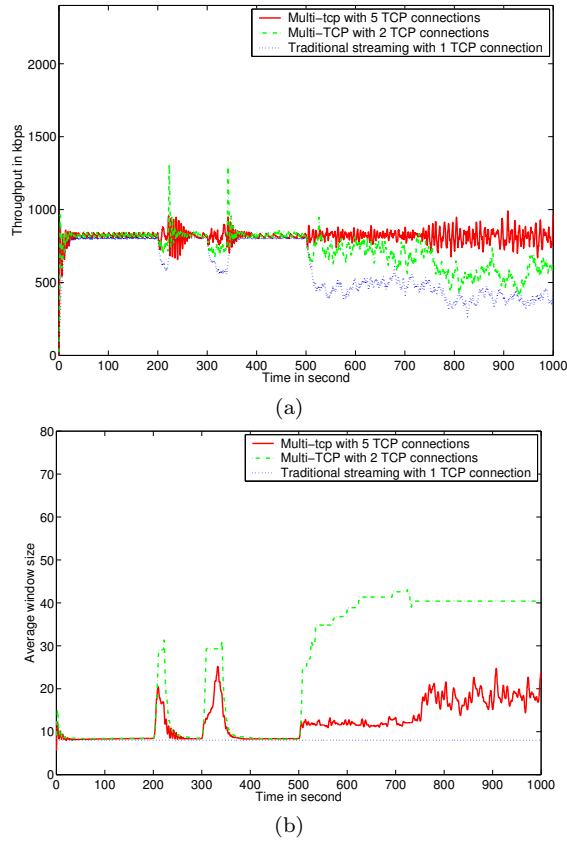 Multi-tcp with 5 TCP connections
Multi-TCP with 2 TCP connections
Traditional streaming with 1 TCP connection
2000
1500
1000
500
0
Throughput in kbps
0 100 200 300 400 500 600 700 800 900 1000
Time in second
(a)
Multi-tcp with 5 TCP connections
Multi-TCP with 2 TCP connections
Traditional streaming with 1 TCP connection
80
70
60
50
40
30
20
10
0
Average window size
0 100 200 300 400 500 600 700 800 900 1000
Time in second
(b)